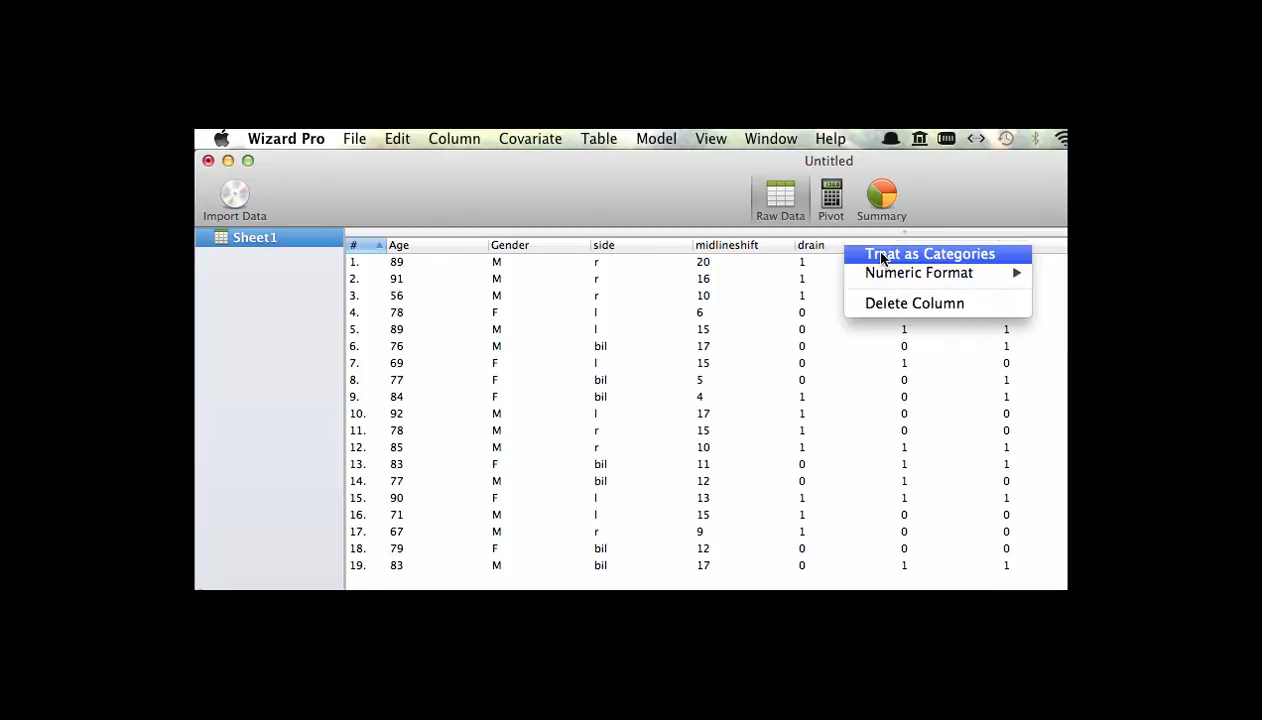 Wizard Pro File Edit Column Covariate Table Model View Window Help
Untitled
Import Data Raw Data Pivot Summary
Sheet1
# Age Gender side midlineshift drain
Treat as Categories
Numeric Format
Delete Column
1. 89 M r 20 1
2. 91 M r 16 1
3. 56 M r 10 1
4. 78 F l 6 0
5. 89 M l 15 0 1 1
6. 76 M bil 17 0 0 1
7. 69 F l 15 0 1 0
8. 77 F bil 5 0 0 1
9. 84 F bil 4 1 0 1
10. 92 M l 17 1 0 0
11. 78 M r 15 1 0 0
12. 85 M r 10 1 1 1
13. 83 F bil 11 0 1 1
14. 77 M bil 12 0 1 0
15. 90 F l 13 1 1 1
16. 71 M l 15 1 0 0
17. 67 M r 9 1 0 0
18. 79 F bil 12 0 0 0
19. 83 M bil 17 0 1 1